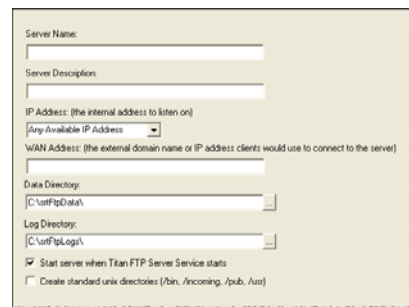 Server Name:
Server Description:
IP Address: (the internal address to listen on)
Any Available IP Address
WAN Address: (the external domain name or IP address clients would use to connect to the server)
Data Directory:
C:\srtFtpData\
...
Log Directory:
C:\srtFtpLogs\
...
Start server when Titan FTP Server Service starts
Create standard unix directories (/bin, /incoming, /pub, /usr)